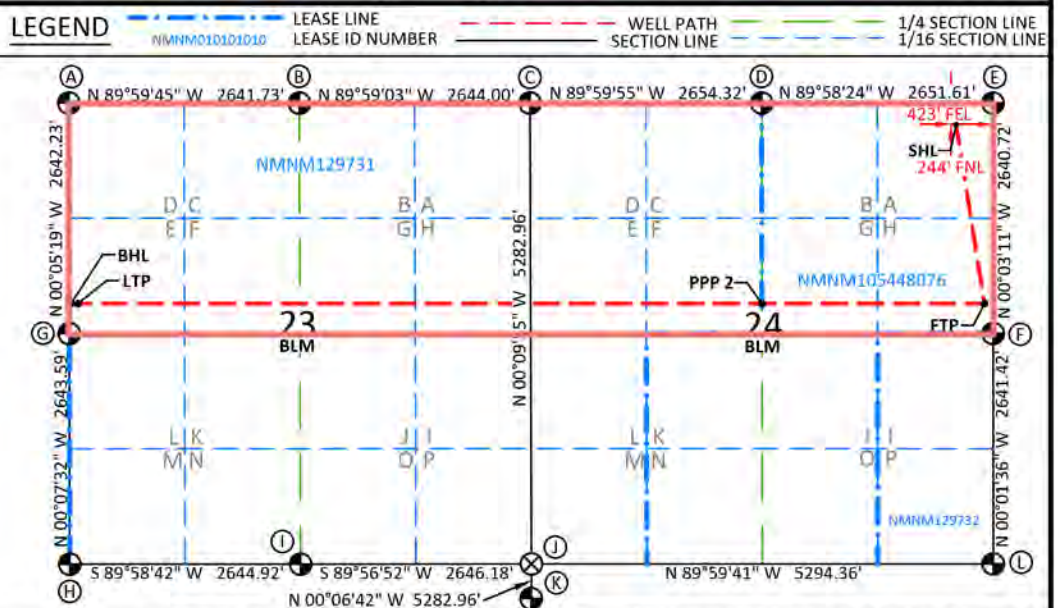 LEGEND
LEASE LINE
NMNM010101010 LEASE ID NUMBER
WELL PATH
SECTION LINE
1/4 SECTION LINE
1/16 SECTION LINE
A B C D E
N 89°59'45" W 2641.73' N 89°59'03" W 2644.00' N 89°59'55" W 2654.32' N 89°58'24" W 2651.61'
423' FEL
SHL
244' FNL
N 00°05'19" W 2642.23'
NMNM129731
N 00°03'11" W 2640.72'
D C B A D C B A
E F G H E F G H
N 00°09'15" W 5282.96'
BHL
LTP
PPP 2
NMNM105448076
FTP
G 23 24 F
BLM BLM
N 00°07'32" W 2643.59'
N 00°01'36" W 2641.42'
L K J I L K J I
M N O P M N O P
NMNM129732
I J L
H K
S 89°58'42" W 2644.92' S 89°56'52" W 2646.18' N 89°59'41" W 5294.36'
N 00°06'42" W 5282.96'